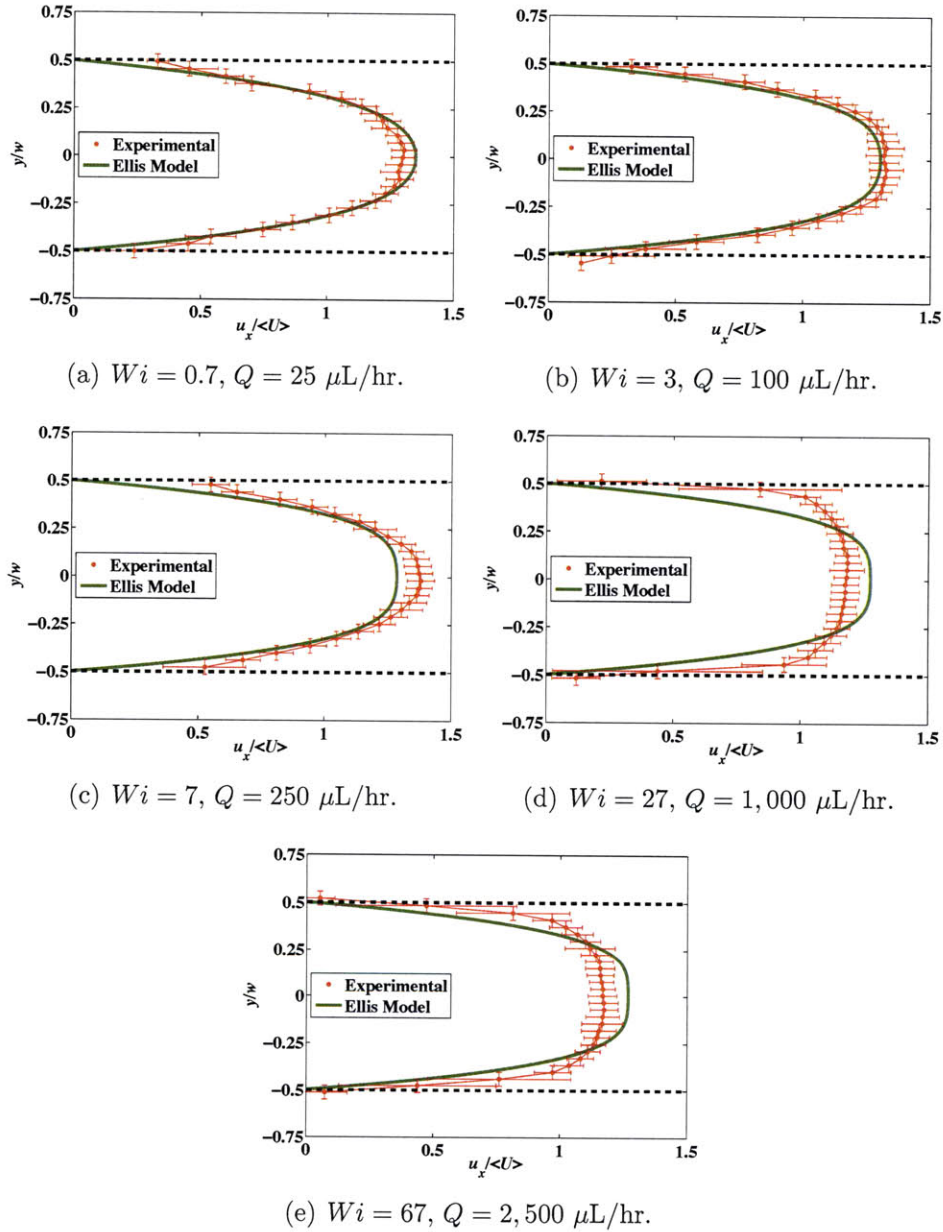 0.75
0.5
0.25
0
−0.25
−0.5
−0.75
y/w
Experimental
Ellis Model
0 0.5 1 1.5
u_x/<U>
(a) Wi = 0.7, Q = 25 μL/hr.
0.75
0.5
0.25
0
−0.25
−0.5
−0.75
y/w
Experimental
Ellis Model
0 0.5 1 1.5
u_x/<U>
(b) Wi = 3, Q = 100 μL/hr.
0.75
0.5
0.25
0
−0.25
−0.5
−0.75
y/w
Experimental
Ellis Model
0 0.5 1 1.5
u_x/<U>
(c) Wi = 7, Q = 250 μL/hr.
0.75
0.5
0.25
0
−0.25
−0.5
−0.75
y/w
Experimental
Ellis Model
0 0.5 1 1.5
u_x/<U>
(d) Wi = 27, Q = 1,000 μL/hr.
0.75
0.5
0.25
0
−0.25
−0.5
−0.75
y/w
Experimental
Ellis Model
0 0.5 1 1.5
u_x/<U>
(e) Wi = 67, Q = 2,500 μL/hr.